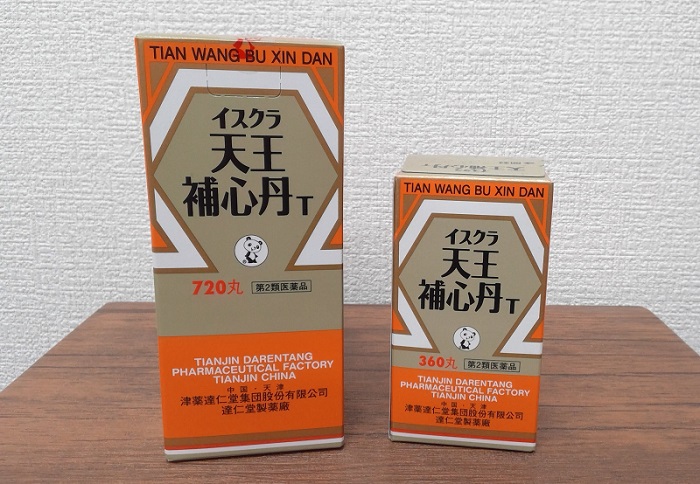 TIAN WANG BU XIN DAN
イスクラ
天王
補心丹T
720丸 第2類医薬品
TIANJIN DARENTANG
PHARMACEUTICAL FACTORY
TIANJIN CHINA
中国・天津
津薬達仁堂集団股份有限公司
達仁堂製薬廠
TIAN WANG BU XIN DAN
イスクラ
天王
補心丹T
360丸 第2類医薬品
TIANJIN DARENTANG
PHARMACEUTICAL FACTORY
TIANJIN CHINA
中国・天津
津薬達仁堂集団股份有限公司
達仁堂製薬廠